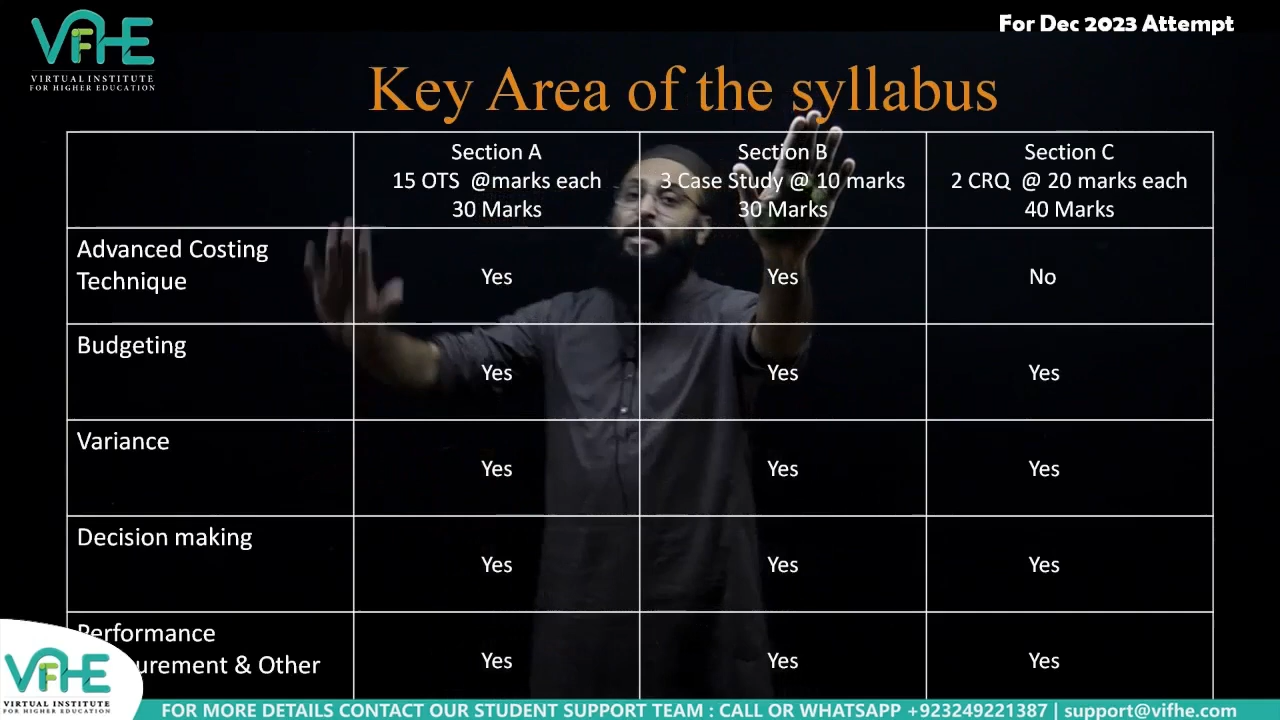 VIFHE
VIRTUAL INSTITUTE
FOR HIGHER EDUCATION
For Dec 2023 Attempt
Key Area of the syllabus
Section A
15 OTS @marks each
30 Marks
Section B
3 Case Study @ 10 marks
30 Marks
Section C
2 CRQ @ 20 marks each
40 Marks
Advanced Costing
Technique
Yes
Yes
No
Budgeting
Yes
Yes
Yes
Variance
Yes
Yes
Yes
Decision making
Yes
Yes
Yes
Performance
urement & Other
Yes
Yes
Yes
VIFHE
VIRTUAL INSTITUTE
FOR HIGHER EDUCATION
FOR MORE DETAILS CONTACT OUR STUDENT SUPPORT TEAM : CALL OR WHATSAPP +923249221387 | support@vifhe.com